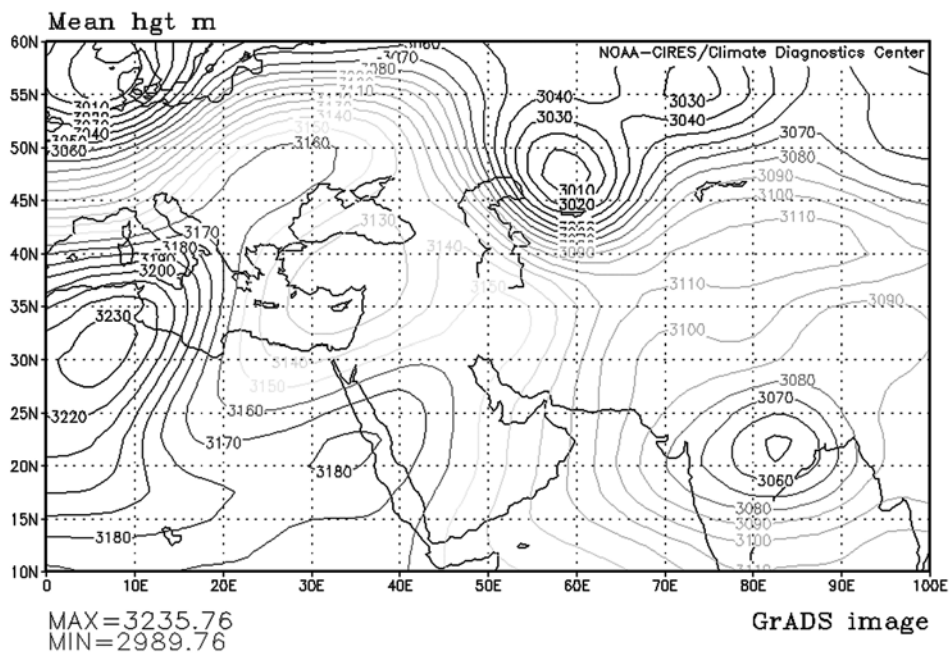 Mean hgt m
NOAA-CIRES/Climate Diagnostics Center
60N
55N
50N
45N
40N
35N
30N
25N
20N
15N
10N
3060
3070
3080
3110
3140
3010
3040
3060
3160
3040
3030
3030
3040
3010
3020
3090
3070
3080
3090
3100
3110
3170
3180
3190
3200
3130
3140
3150
3110
3090
3100
3230
3140
3150
3160
3220
3170
3180
3080
3070
3060
3080
3090
3100
3180
0
10E
20E
30E
40E
50E
60E
70E
80E
90E
100E
MAX=3235.76
MIN=2989.76
GrADS image